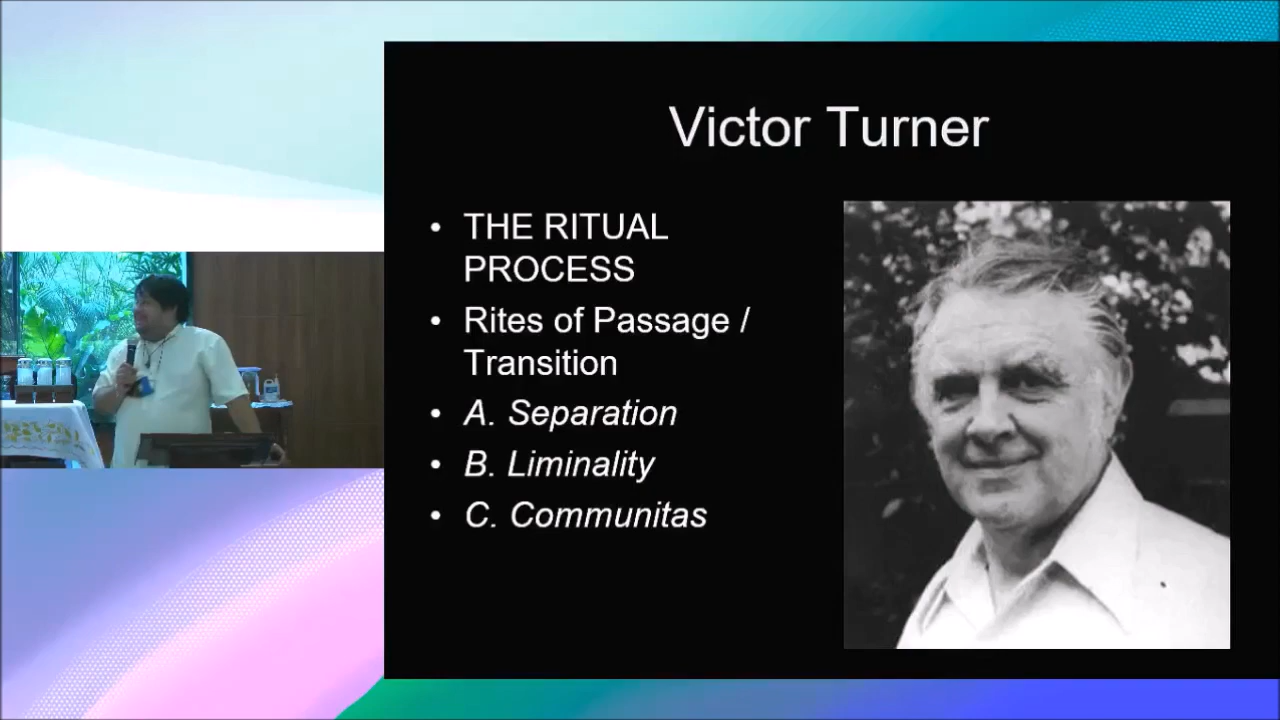 Victor Turner
• THE RITUAL
PROCESS
• Rites of Passage /
Transition
• A. Separation
• B. Liminality
• C. Communitas